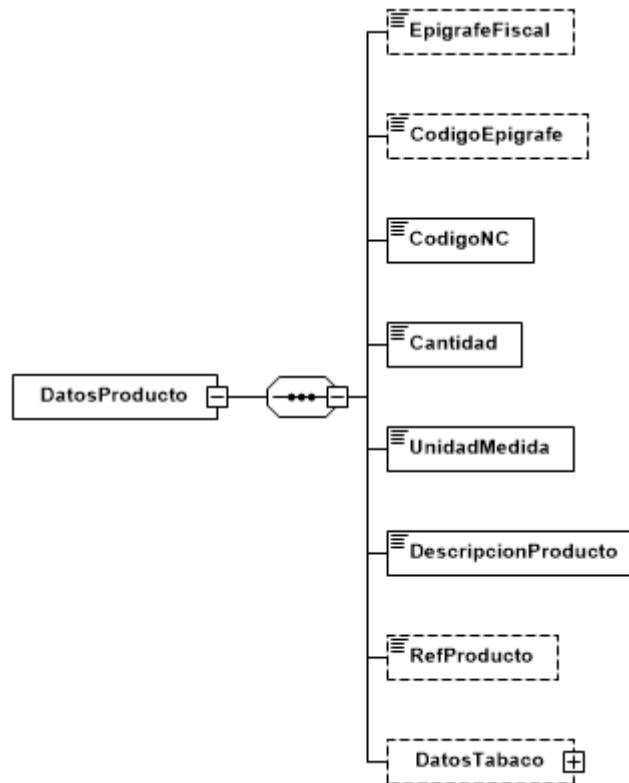 EpigrafeFiscal
CodigoEpigrafe
CodigoNC
Cantidad
DatosProducto
UnidadMedida
DescripcionProducto
RefProducto
DatosTabaco